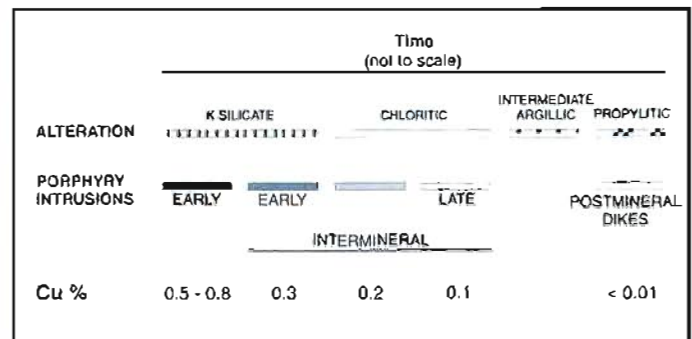 Time
(not to scale)
INTERMEDIATE
K SILICATE CHLORITIC ARGILLIC PROPYLITIC
ALTERATION
PORPHYRY
INTRUSIONS EARLY EARLY LATE POSTMINERAL
DIKES
INTERMINERAL
Cu % 0.5 - 0.8 0.3 0.2 0.1 < 0.01